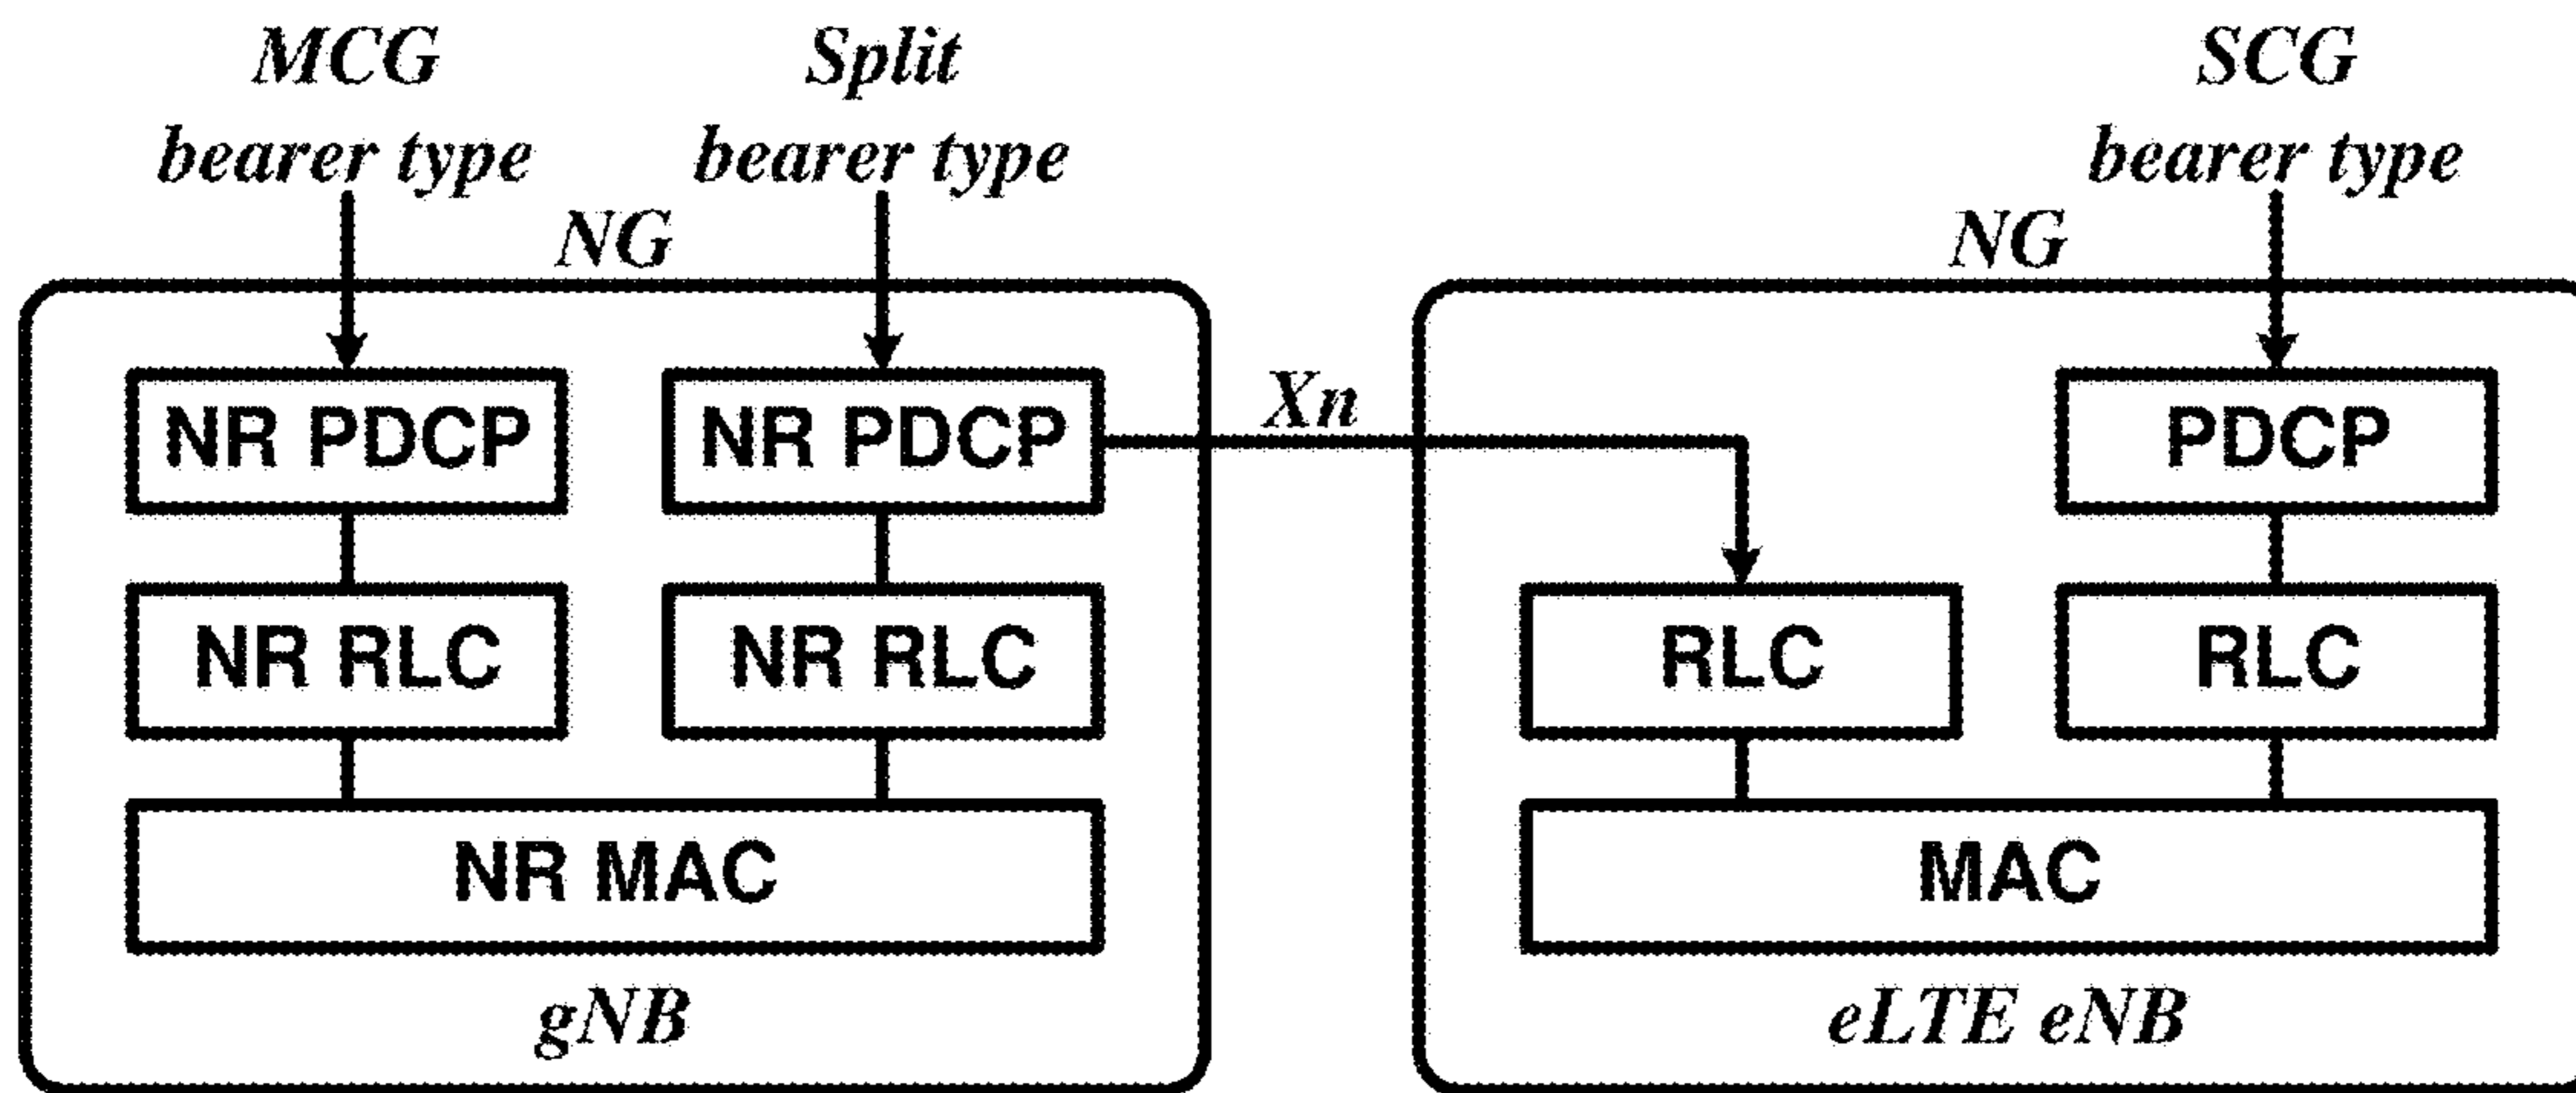 MCG
bearer type
Split
bearer type
SCG
bearer type
NG
NG
NR PDCP
NR PDCP
Xn
PDCP
NR RLC
NR RLC
RLC
RLC
NR MAC
MAC
gNB
eLTE eNB